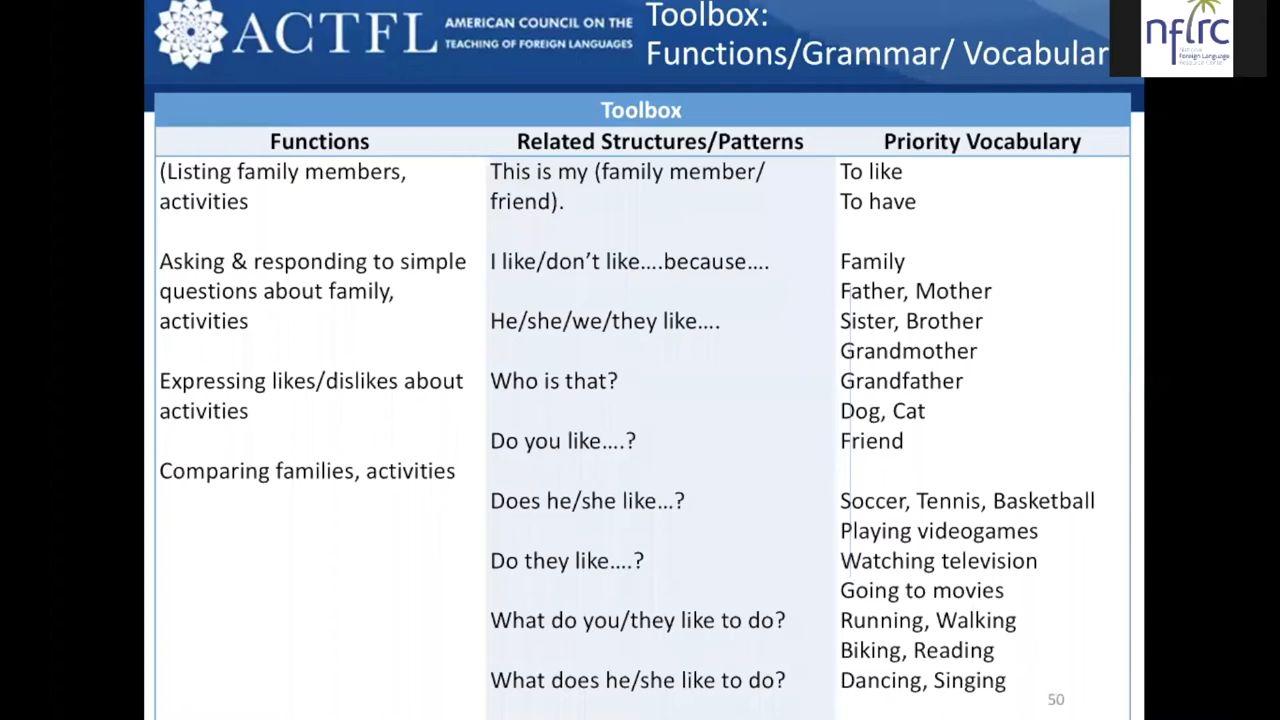 ACTFL
AMERICAN COUNCIL ON THE
TEACHING OF FOREIGN LANGUAGES
Toolbox:
Functions/Grammar/ Vocabular
nflrc
National
Foreign Language
Resource Center
Toolbox
Functions
Related Structures/Patterns
Priority Vocabulary
(Listing family members,
activities
Asking & responding to simple
questions about family,
activities
Expressing likes/dislikes about
activities
Comparing families, activities
This is my (family member/
friend).
I like/don't like....because....
He/she/we/they like....
Who is that?
Do you like....?
Does he/she like...?
Do they like....?
What do you/they like to do?
What does he/she like to do?
To like
To have
Family
Father, Mother
Sister, Brother
Grandmother
Grandfather
Dog, Cat
Friend
Soccer, Tennis, Basketball
Playing videogames
Watching television
Going to movies
Running, Walking
Biking, Reading
Dancing, Singing
50